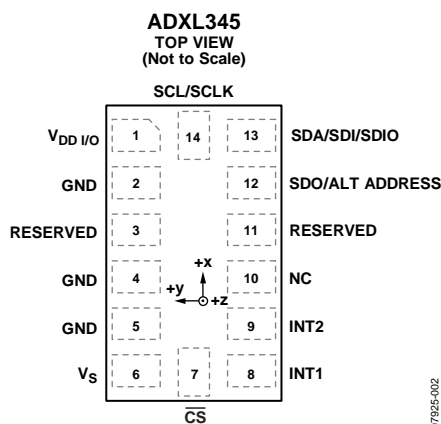 ADXL345
TOP VIEW
(Not to Scale)
SCL/SCLK
VDD I/O 1 14 13 SDA/SDI/SDIO
GND 2 12 SDO/ALT ADDRESS
RESERVED 3 11 RESERVED
+x
GND 4 10 NC
+y +z
GND 5 9 INT2
VS 6 7 8 INT1
CS